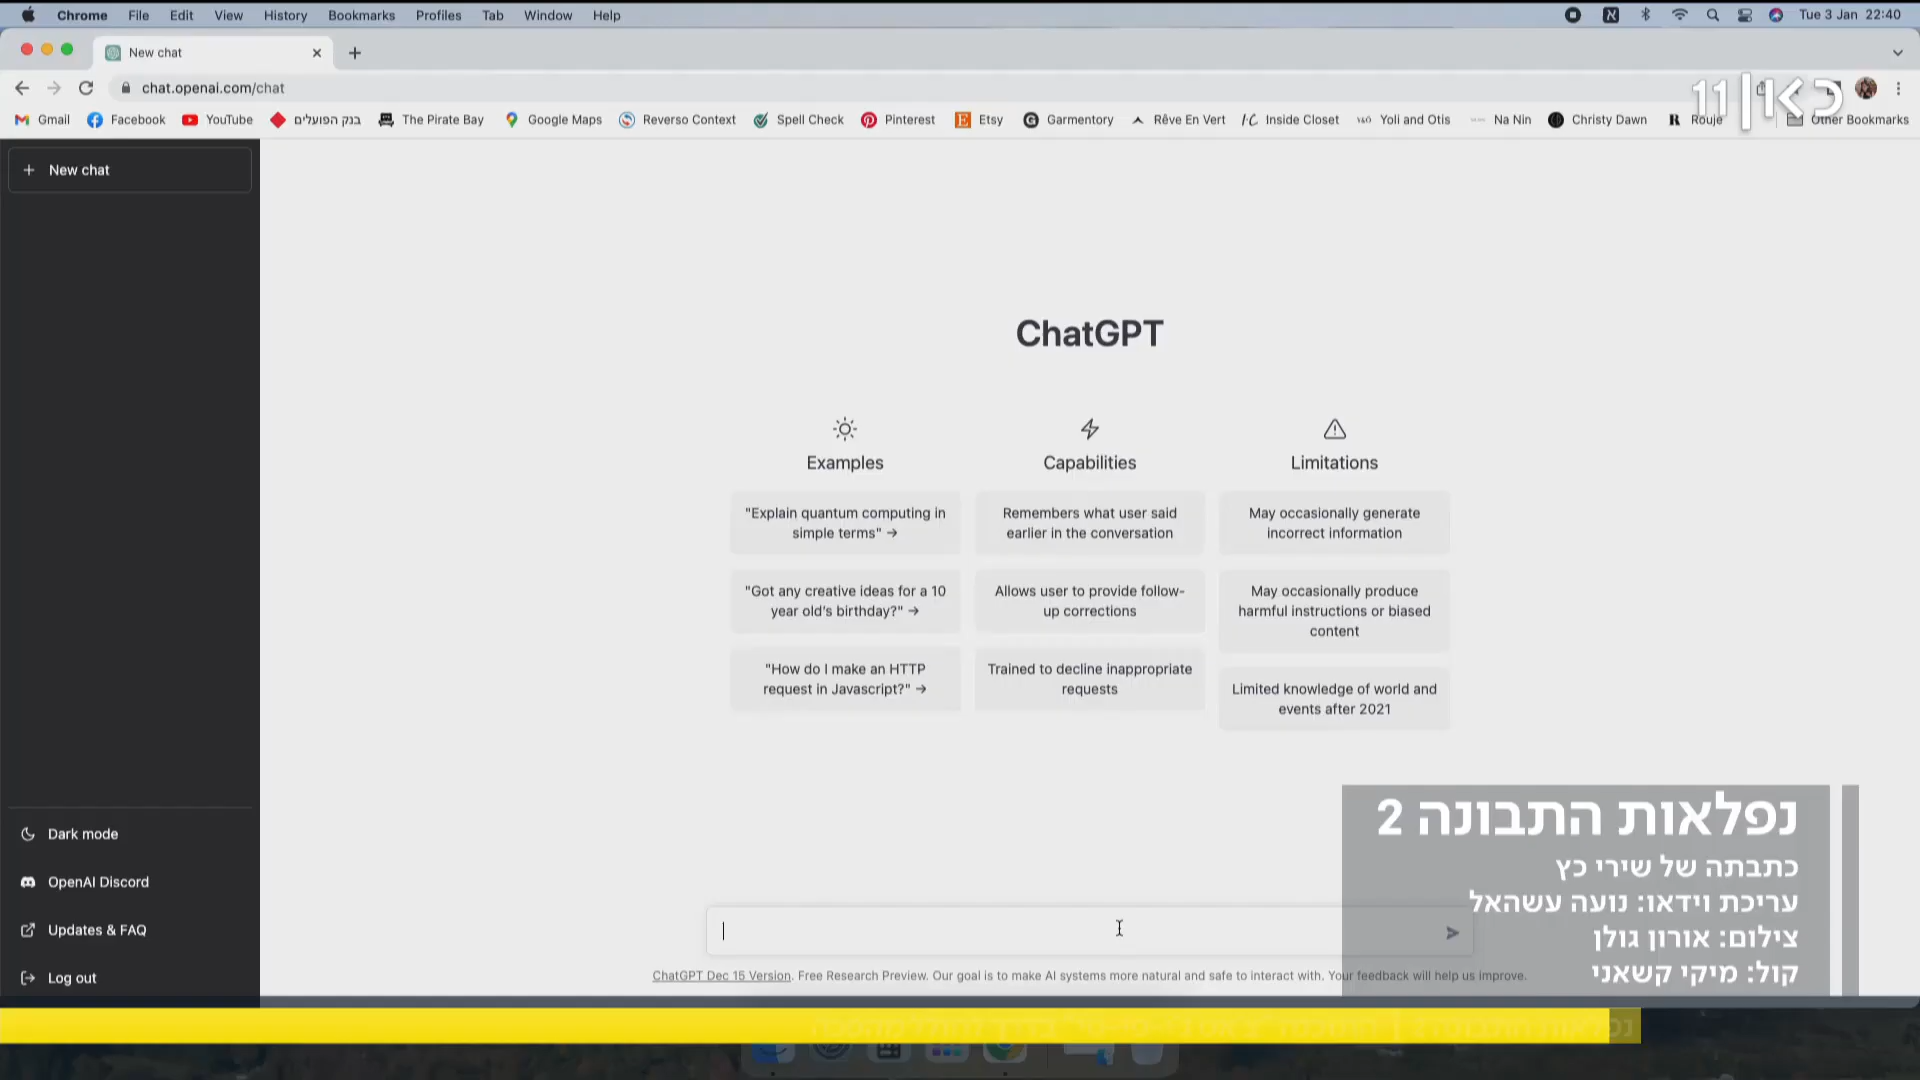 Chrome File Edit View History Bookmarks Profiles Tab Window Help
Tue 3 Jan 22:40
New chat
chat.openai.com/chat
כאן 11
Gmail Facebook YouTube בנק הפועלים The Pirate Bay Google Maps Reverso Context Spell Check Pinterest Etsy Garmentory Rêve En Vert Inside Closet Yoli and Otis Na Nin Christy Dawn Rouje Other Bookmarks
New chat
ChatGPT
Examples
"Explain quantum computing in
simple terms" →
"Got any creative ideas for a 10
year old's birthday?" →
"How do I make an HTTP
request in Javascript?" →
Capabilities
Remembers what user said
earlier in the conversation
Allows user to provide follow-
up corrections
Trained to decline inappropriate
requests
Limitations
May occasionally generate
incorrect information
May occasionally produce
harmful instructions or biased
content
Limited knowledge of world and
events after 2021
Dark mode
OpenAI Discord
Updates & FAQ
Log out
ChatGPT Dec 15 Version. Free Research Preview. Our goal is to make AI systems more natural and safe to interact with. Your feedback will help us improve.
נפלאות התבונה 2
כתבתה של שירי כץ
עריכת וידאו: נועה עשהאל
צילום: אורון גולן
קול: מיקי קשאני